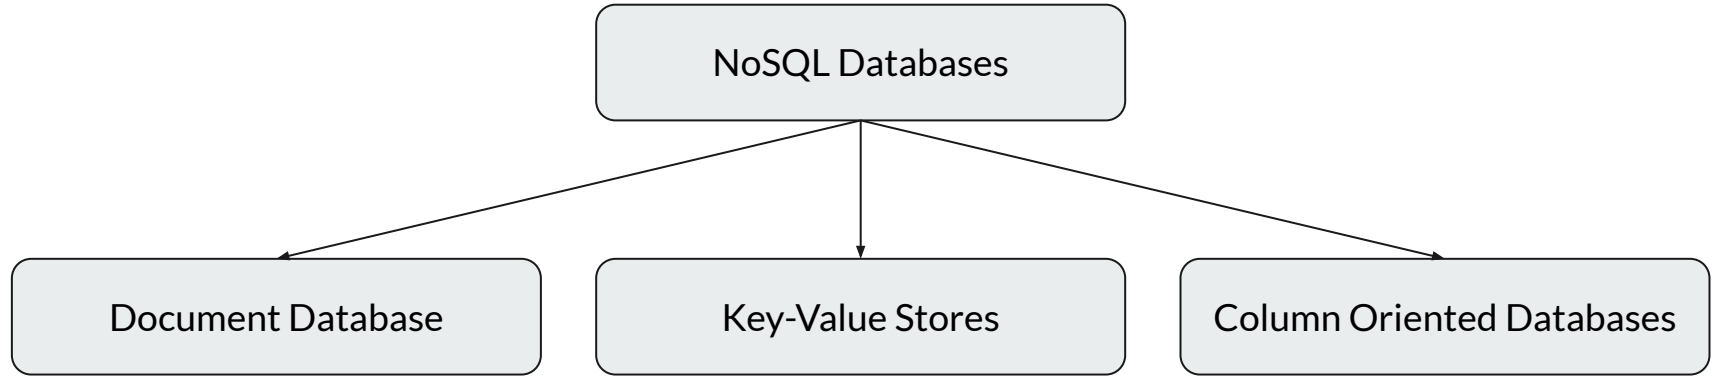 NoSQL Databases
Document Database
Key-Value Stores
Column Oriented Databases